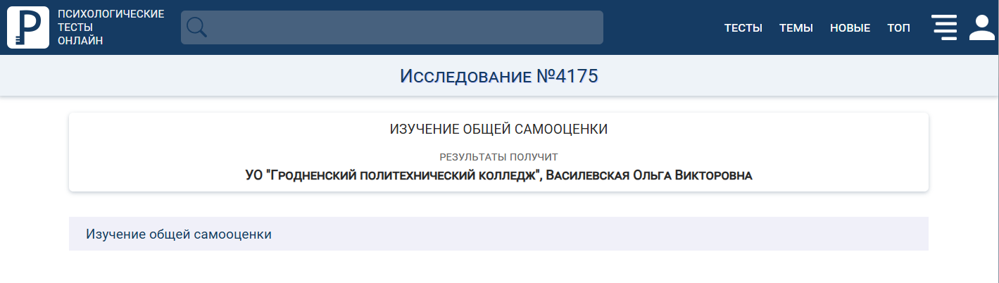 ПСИХОЛОГИЧЕСКИЕ
ТЕСТЫ
ОНЛАЙН
ТЕСТЫ ТЕМЫ НОВЫЕ ТОП
Исследование №4175
ИЗУЧЕНИЕ ОБЩЕЙ САМООЦЕНКИ
РЕЗУЛЬТАТЫ ПОЛУЧИТ
УО "Гродненский политехнический колледж", Василевская Ольга Викторовна
Изучение общей самооценки